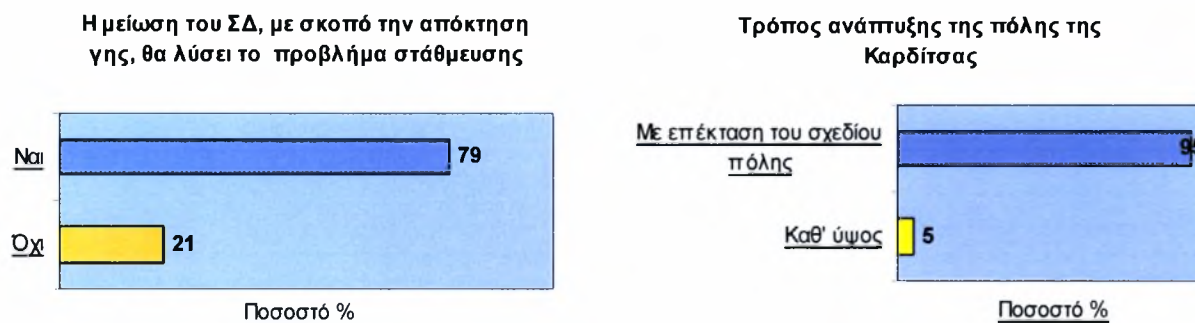 Η μείωση του ΣΔ, με σκοπό την απόκτηση
γης, θα λύσει το προβλήμα στάθμευσης
Ναι
79
Όχι
21
Ποσοστό %
Τρόπος ανάπτυξης της πόλης της
Καρδίτσας
Με επέκταση του σχεδίου
πόλης
Καθ' ύψος
5
Ποσοστό %